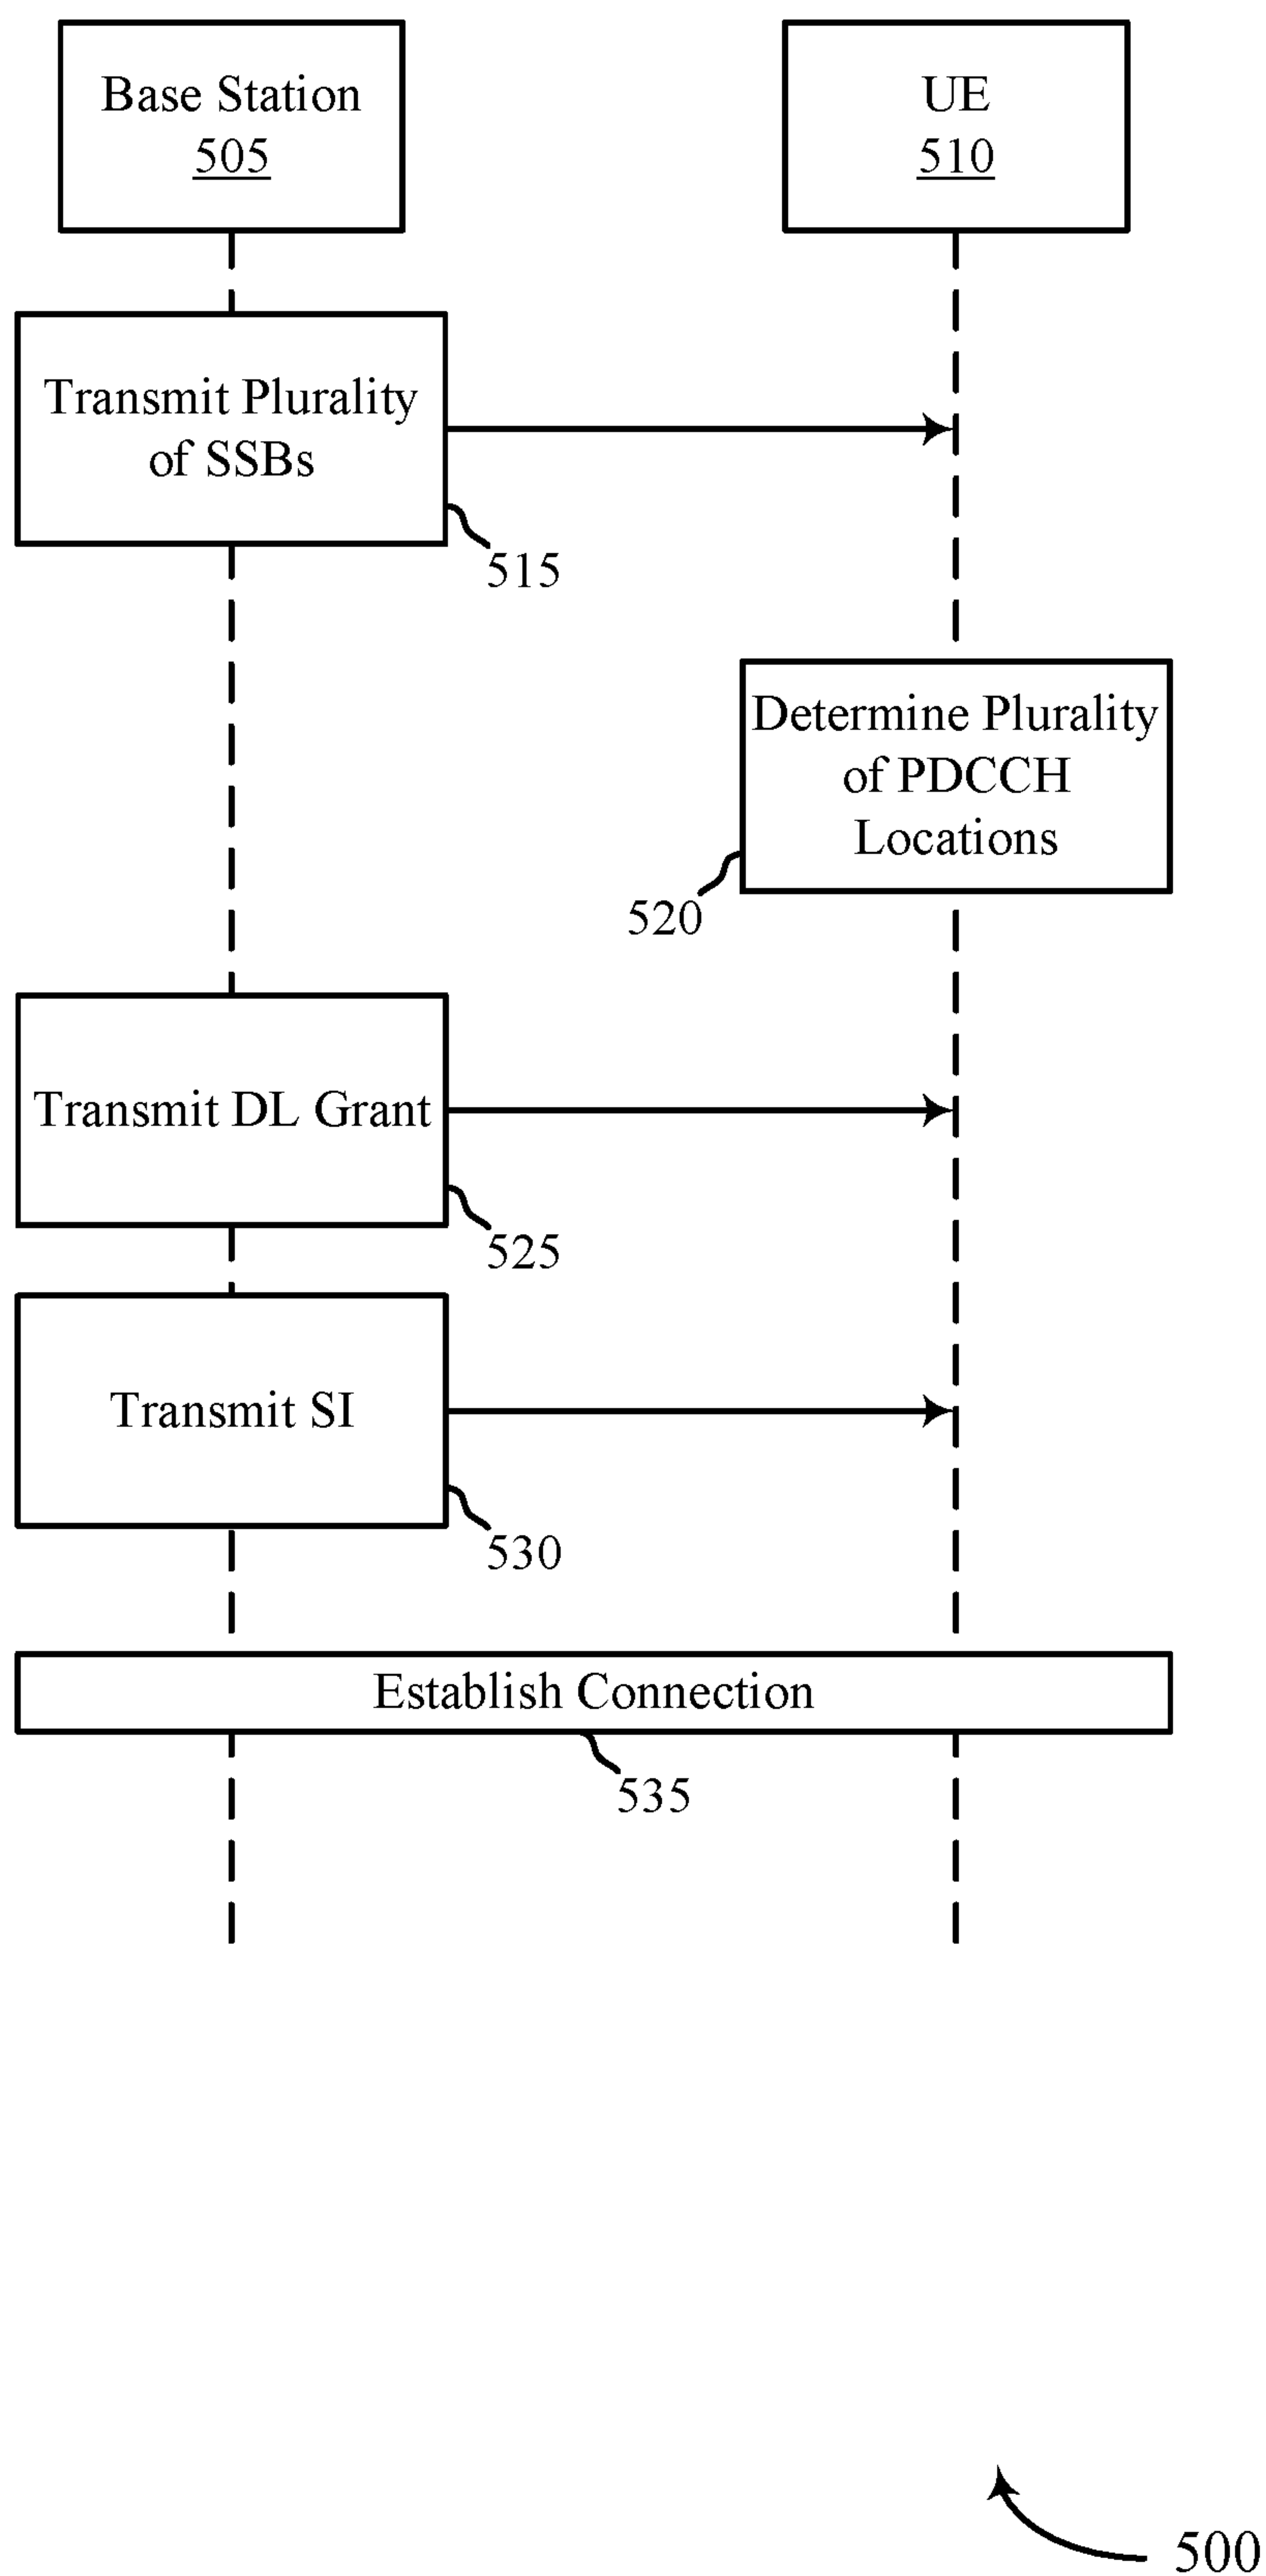 Base Station
505
UE
510
Transmit Plurality
of SSBs
515
Determine Plurality
of PDCCH
Locations
520
Transmit DL Grant
525
Transmit SI
530
Establish Connection
535
500